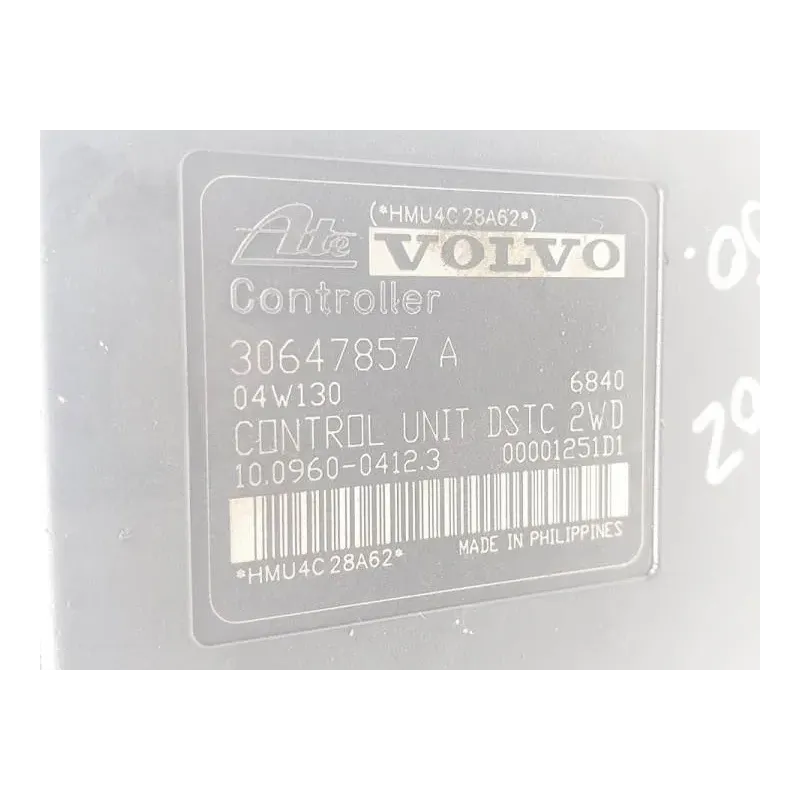 (*HMU4C28A62*)
Ate VOLVO
Controller
30647857 A
04W130 6840
CONTROL UNIT DSTC 2WD
10.0960-0412.3 00001251D1
MADE IN PHILIPPINES
*HMU4C28A62*